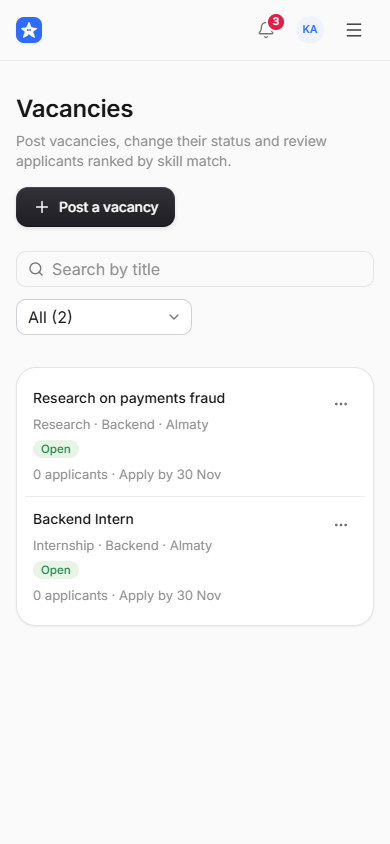 3
KA
Vacancies
Post vacancies, change their status and review
applicants ranked by skill match.
Post a vacancy
Search by title
All (2)
Research on payments fraud
Research · Backend · Almaty
Open
0 applicants · Apply by 30 Nov
Backend Intern
Internship · Backend · Almaty
Open
0 applicants · Apply by 30 Nov